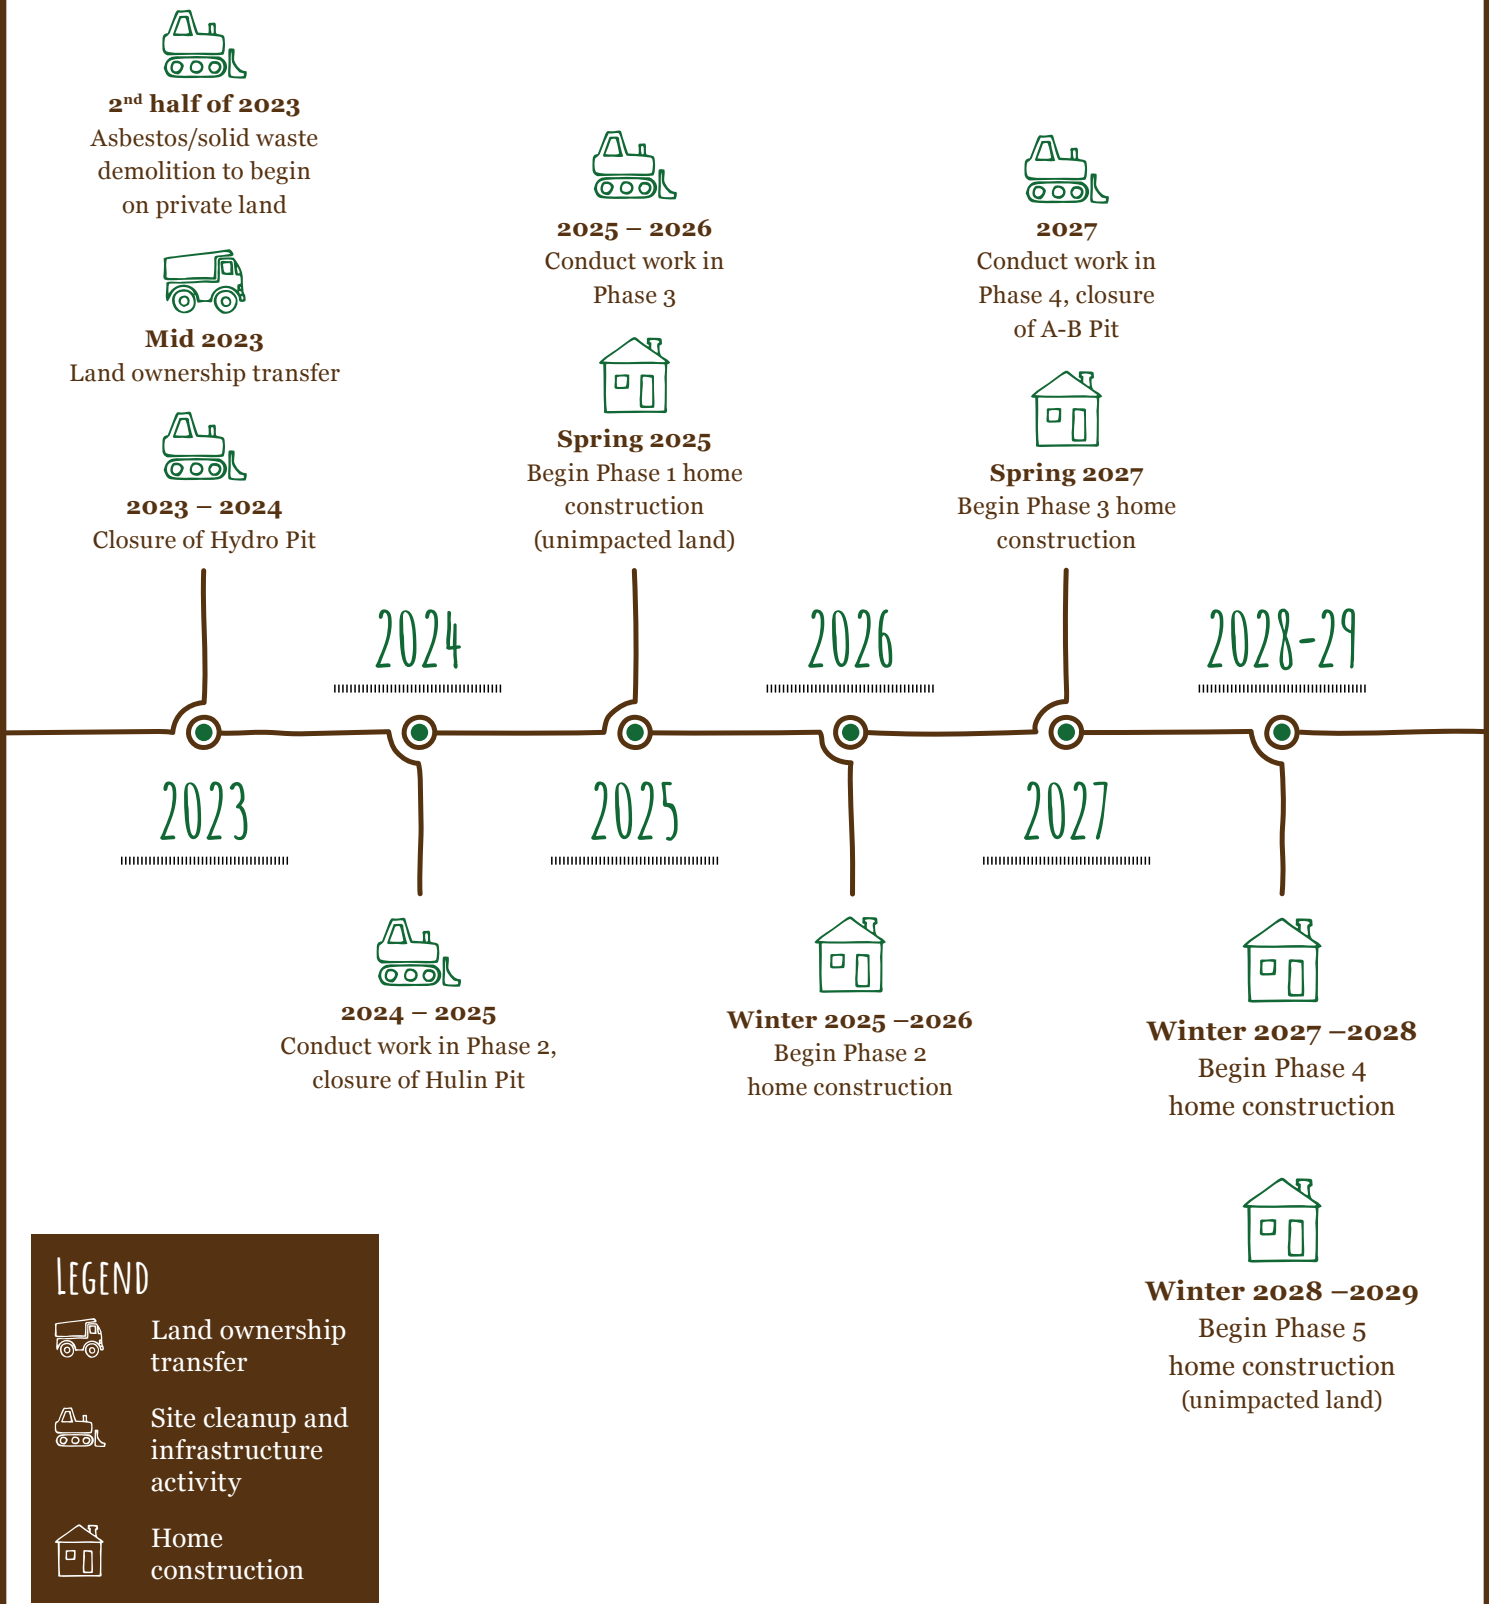 2nd half of 2023
Asbestos/solid waste
demolition to begin
on private land
Mid 2023
Land ownership transfer
2023 – 2024
Closure of Hydro Pit
2025 – 2026
Conduct work in
Phase 3
Spring 2025
Begin Phase 1 home
construction
(unimpacted land)
2027
Conduct work in
Phase 4, closure
of A-B Pit
Spring 2027
Begin Phase 3 home
construction
2024
2026
2028-29
2023
2025
2027
2024 – 2025
Conduct work in Phase 2,
closure of Hulin Pit
Winter 2025 –2026
Begin Phase 2
home construction
Winter 2027 –2028
Begin Phase 4
home construction
Winter 2028 –2029
Begin Phase 5
home construction
(unimpacted land)
Legend
Land ownership
transfer
Site cleanup and
infrastructure
activity
Home
construction